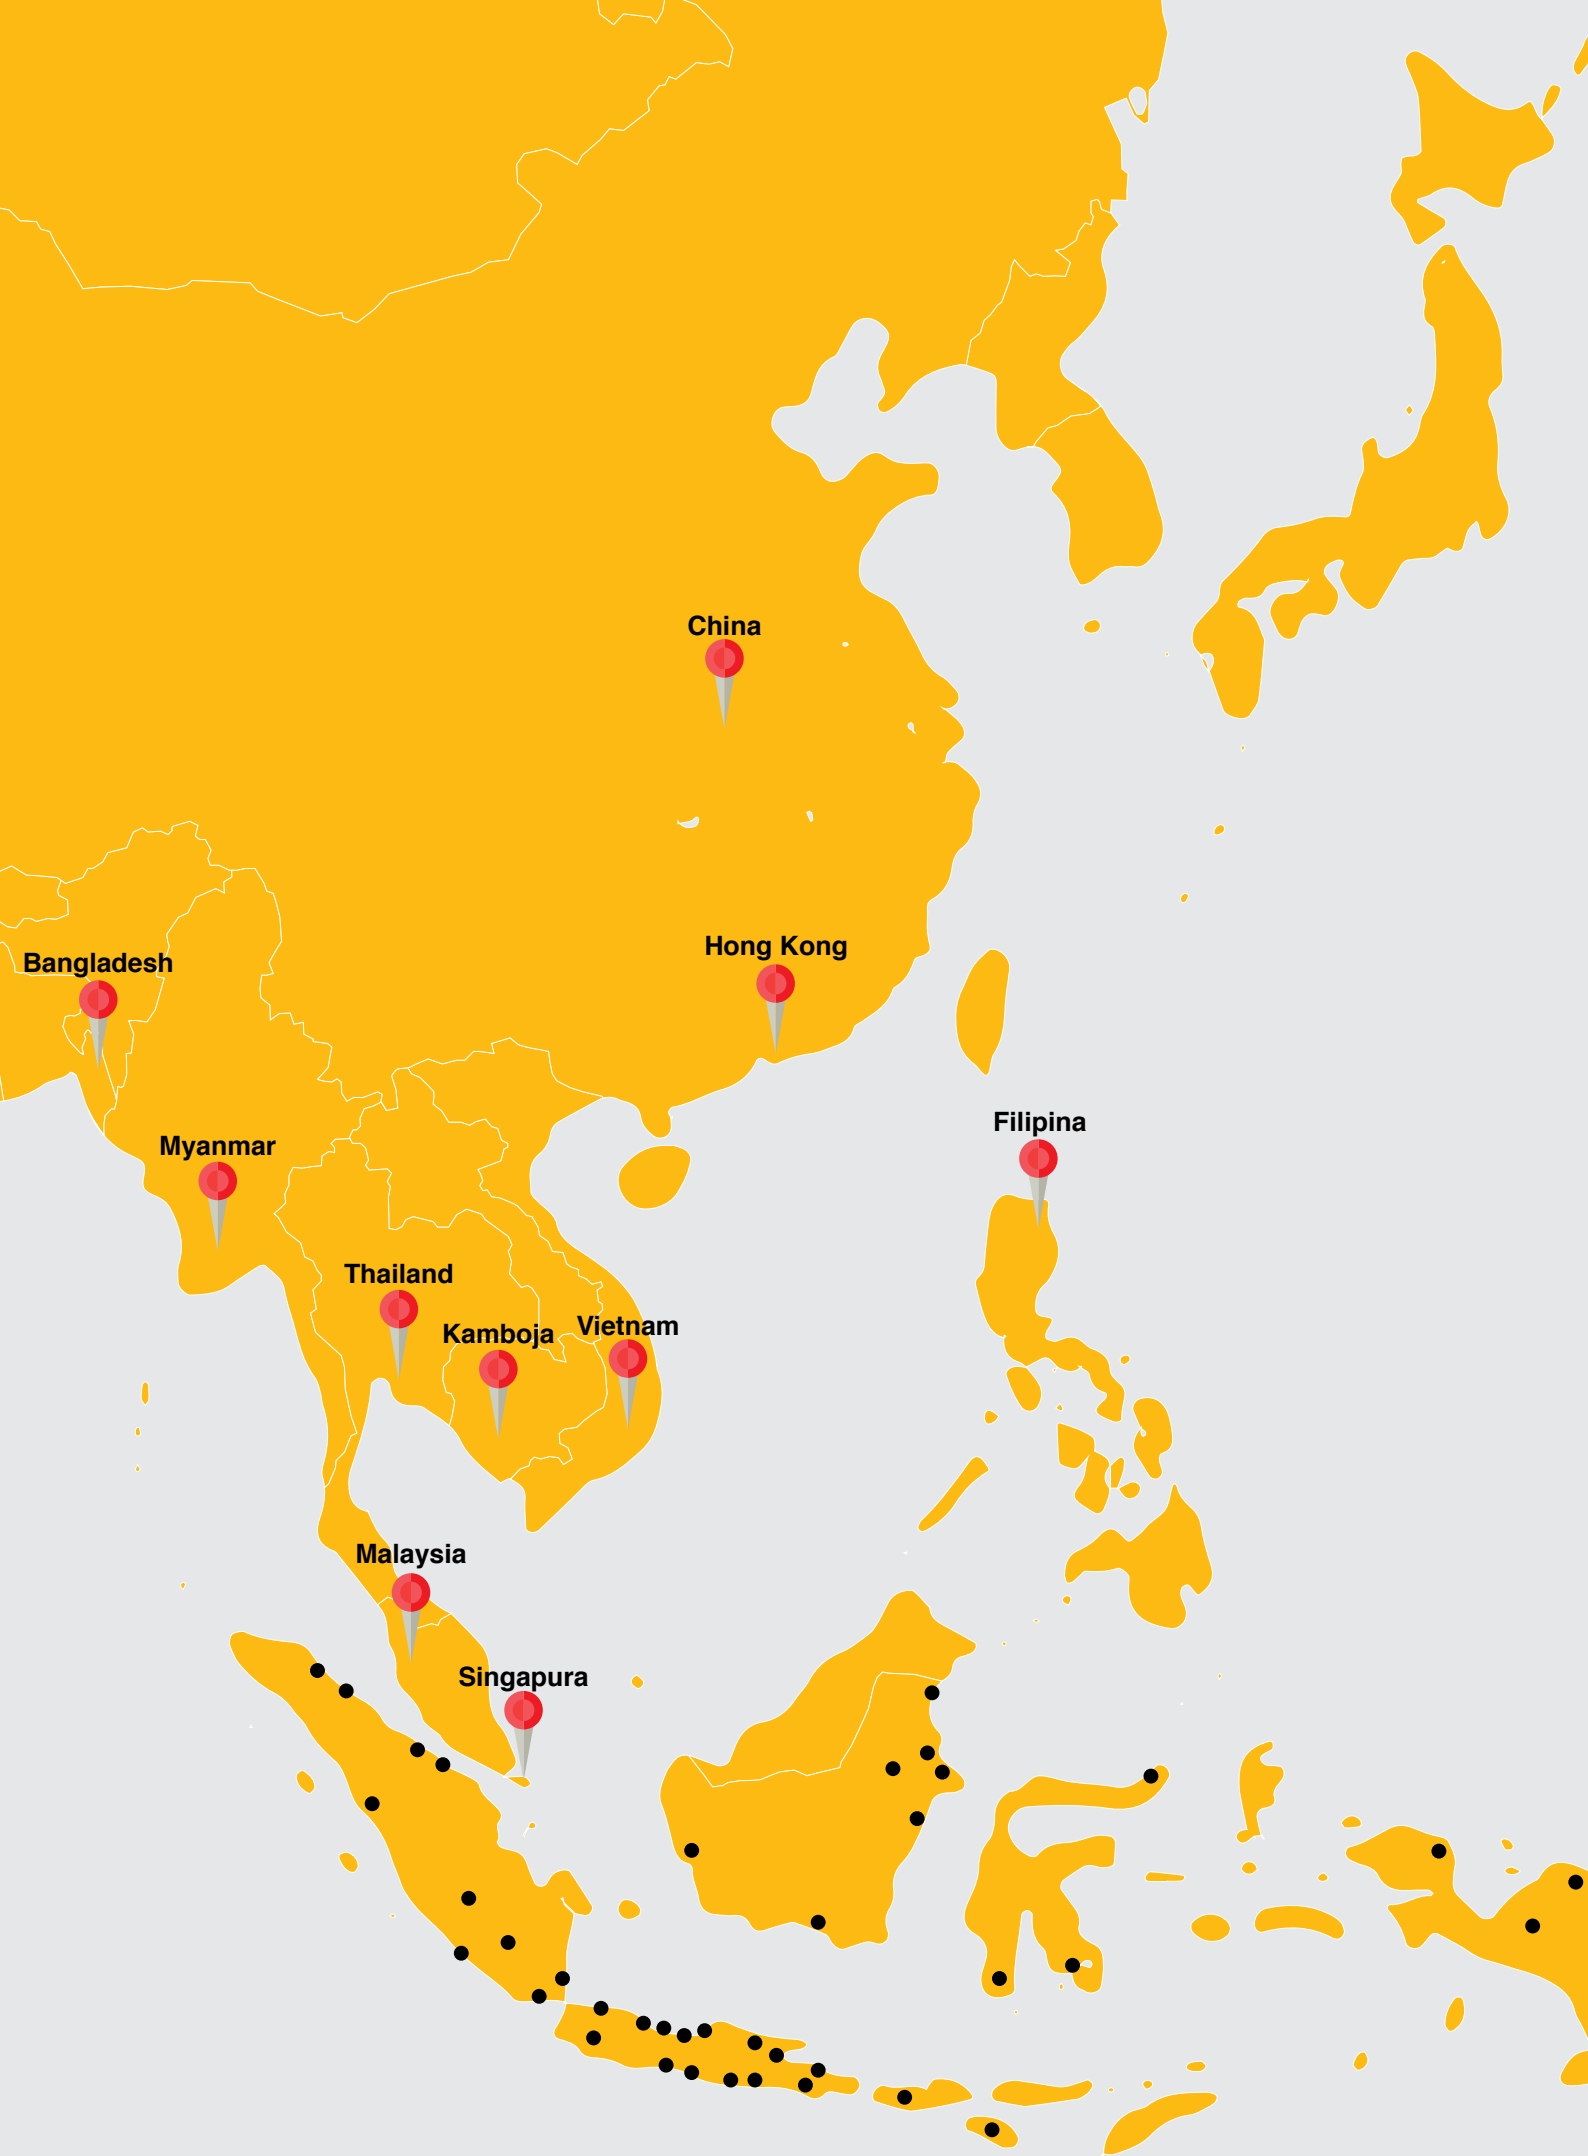 China
Hong Kong
Bangladesh
Filipina
Myanmar
Thailand
Vietnam
Kamboja
Malaysia
Singapura